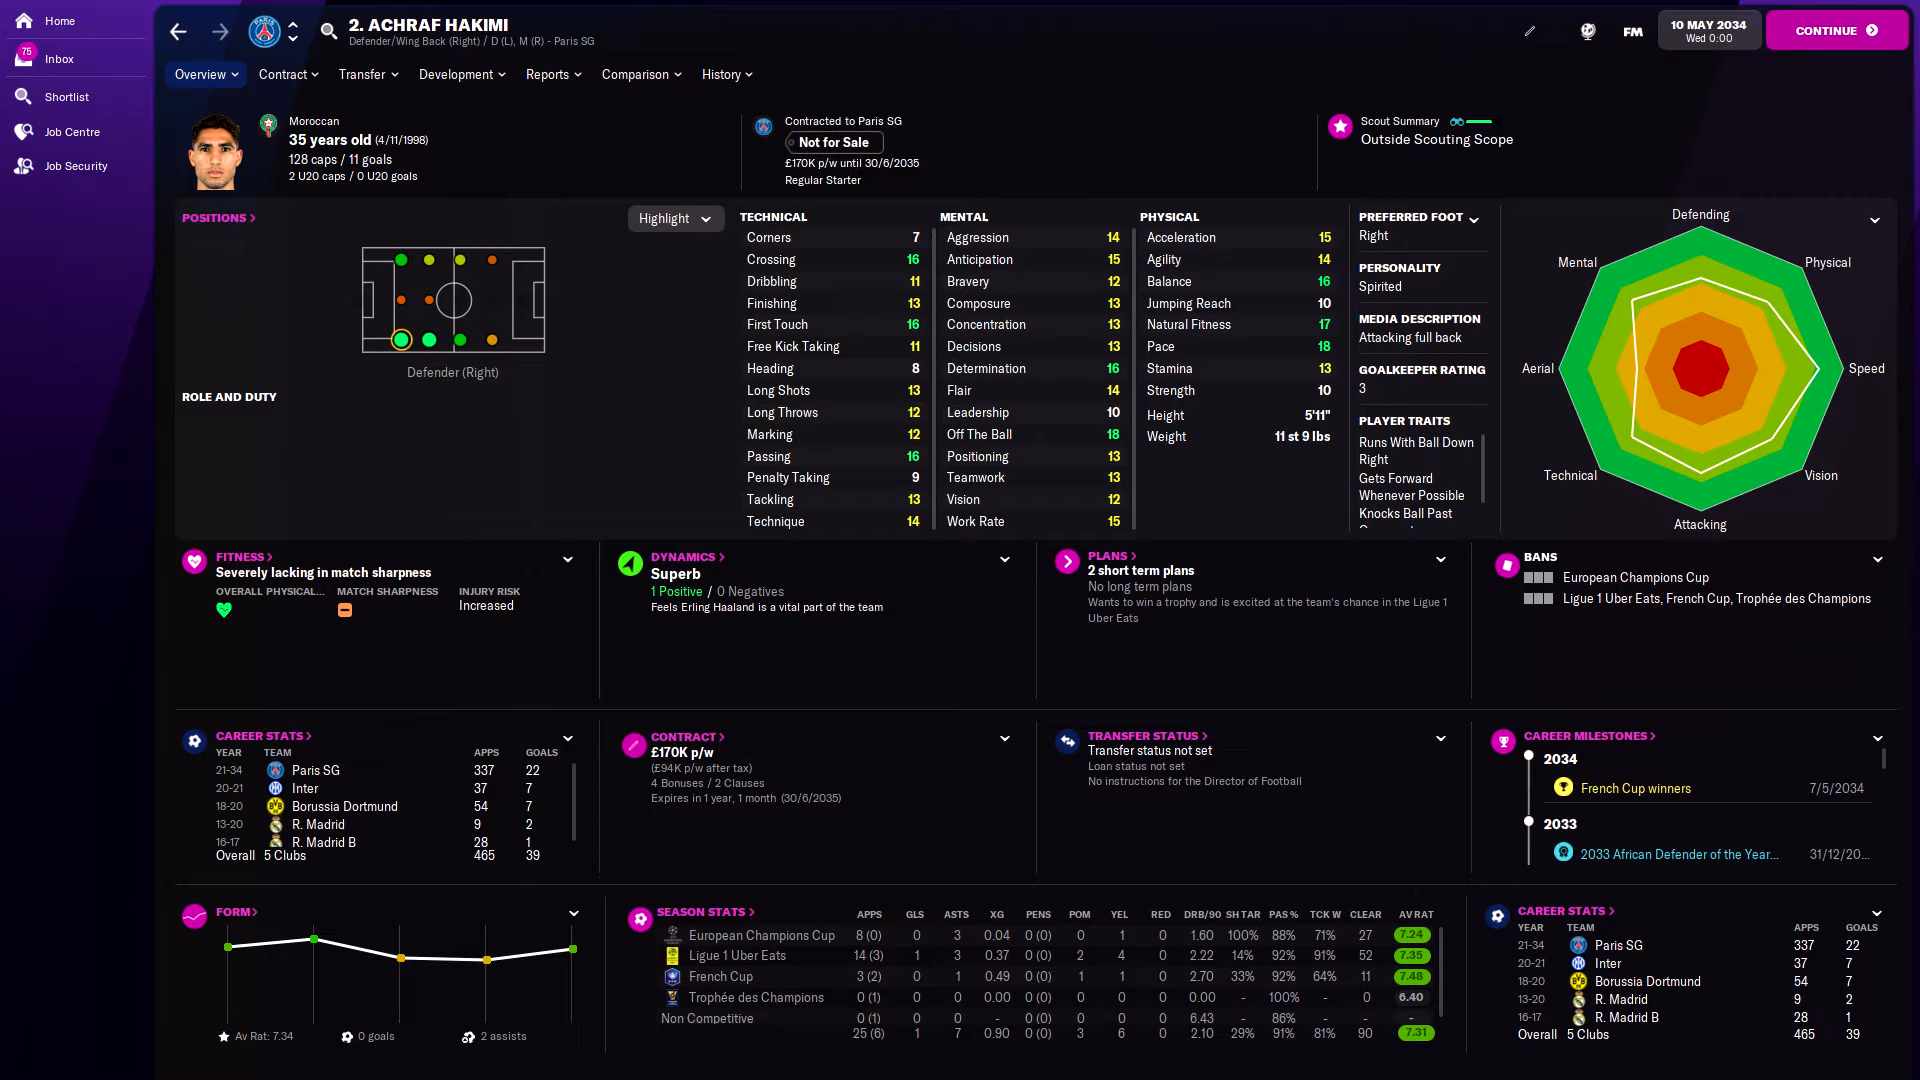 Home
75
Inbox
Shortlist
Job Centre
Job Security
2. ACHRAF HAKIMI
Defender/Wing Back (Right) / D (L), M (R) - Paris SG
FM
10 MAY 2034
Wed 0:00
CONTINUE
Overview
Contract
Transfer
Development
Reports
Comparison
History
Moroccan
35 years old (4/11/1998)
128 caps / 11 goals
2 U20 caps / 0 U20 goals
Contracted to Paris SG
Not for Sale
£170K p/w until 30/6/2035
Regular Starter
Scout Summary
Outside Scouting Scope
POSITIONS
Highlight
Defender (Right)
ROLE AND DUTY
TECHNICAL
Corners 7
Crossing 16
Dribbling 11
Finishing 13
First Touch 16
Free Kick Taking 11
Heading 8
Long Shots 13
Long Throws 12
Marking 12
Passing 16
Penalty Taking 9
Tackling 13
Technique 14
MENTAL
Aggression 14
Anticipation 15
Bravery 12
Composure 13
Concentration 13
Decisions 13
Determination 16
Flair 14
Leadership 10
Off The Ball 18
Positioning 13
Teamwork 13
Vision 12
Work Rate 15
PHYSICAL
Acceleration 15
Agility 14
Balance 16
Jumping Reach 10
Natural Fitness 17
Pace 18
Stamina 13
Strength 10
Height 5'11"
Weight 11 st 9 lbs
PREFERRED FOOT
Right
PERSONALITY
Spirited
MEDIA DESCRIPTION
Attacking full back
GOALKEEPER RATING
3
PLAYER TRAITS
Runs With Ball Down
Right
Gets Forward
Whenever Possible
Knocks Ball Past
Defending
Mental
Physical
Aerial
Speed
Technical
Vision
Attacking
FITNESS
Severely lacking in match sharpness
OVERALL PHYSICAL... MATCH SHARPNESS INJURY RISK
Increased
DYNAMICS
Superb
1 Positive / 0 Negatives
Feels Erling Haaland is a vital part of the team
PLANS
2 short term plans
No long term plans
Wants to win a trophy and is excited at the team's chance in the Ligue 1
Uber Eats
BANS
European Champions Cup
Ligue 1 Uber Eats, French Cup, Trophée des Champions
CAREER STATS
YEAR TEAM APPS GOALS
21-34 Paris SG 337 22
20-21 Inter 37 7
18-20 Borussia Dortmund 54 7
13-20 R. Madrid 9 2
16-17 R. Madrid B 28 1
Overall 5 Clubs 465 39
CONTRACT
£170K p/w
(£94K p/w after tax)
4 Bonuses / 2 Clauses
Expires in 1 year, 1 month (30/6/2035)
TRANSFER STATUS
Transfer status not set
Loan status not set
No instructions for the Director of Football
CAREER MILESTONES
2034
French Cup winners 7/5/2034
2033
2033 African Defender of the Year... 31/12/20...
FORM
Av Rat: 7.34 0 goals 2 assists
SEASON STATS APPS GLS ASTS XG PENS POM YEL RED DRB/90 SH TAR PAS % TCK W CLEAR AV RAT
European Champions Cup 8 (0) 0 3 0.04 0 (0) 0 1 0 1.60 100% 88% 71% 27 7.24
Ligue 1 Uber Eats 14 (3) 1 3 0.37 0 (0) 2 4 0 2.22 14% 92% 91% 52 7.35
French Cup 3 (2) 0 1 0.49 0 (0) 1 1 0 2.70 33% 92% 64% 11 7.48
Trophée des Champions 0 (1) 0 0 0.00 0 (0) 0 0 0 0.00 - 100% - 0 6.40
Non Competitive 0 (1) 0 0 - 0 (0) 0 0 0 6.43 - 86% - - -
25 (6) 1 7 0.90 0 (0) 3 6 0 2.10 29% 91% 81% 90 7.31
CAREER STATS
YEAR TEAM APPS GOALS
21-34 Paris SG 337 22
20-21 Inter 37 7
18-20 Borussia Dortmund 54 7
13-20 R. Madrid 9 2
16-17 R. Madrid B 28 1
Overall 5 Clubs 465 39